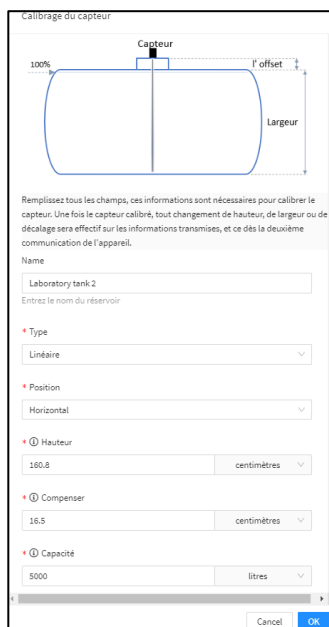 Calibrage du capteur
Capteur
100%
l' offset
Largeur
Remplissez tous les champs, ces informations sont nécessaires pour calibrer le
capteur. Une fois le capteur calibré, tout changement de hauteur, de largeur ou de
décalage sera effectif sur les informations transmises, et ce dès la deuxième
communication de l'appareil.
Name
Laboratory tank 2
Entrez le nom du réservoir
* Type
Linéaire
* Position
Horizontal
* Hauteur
160.8 centimètres
* Compenser
16.5 centimètres
* Capacité
5000 litres
Cancel OK